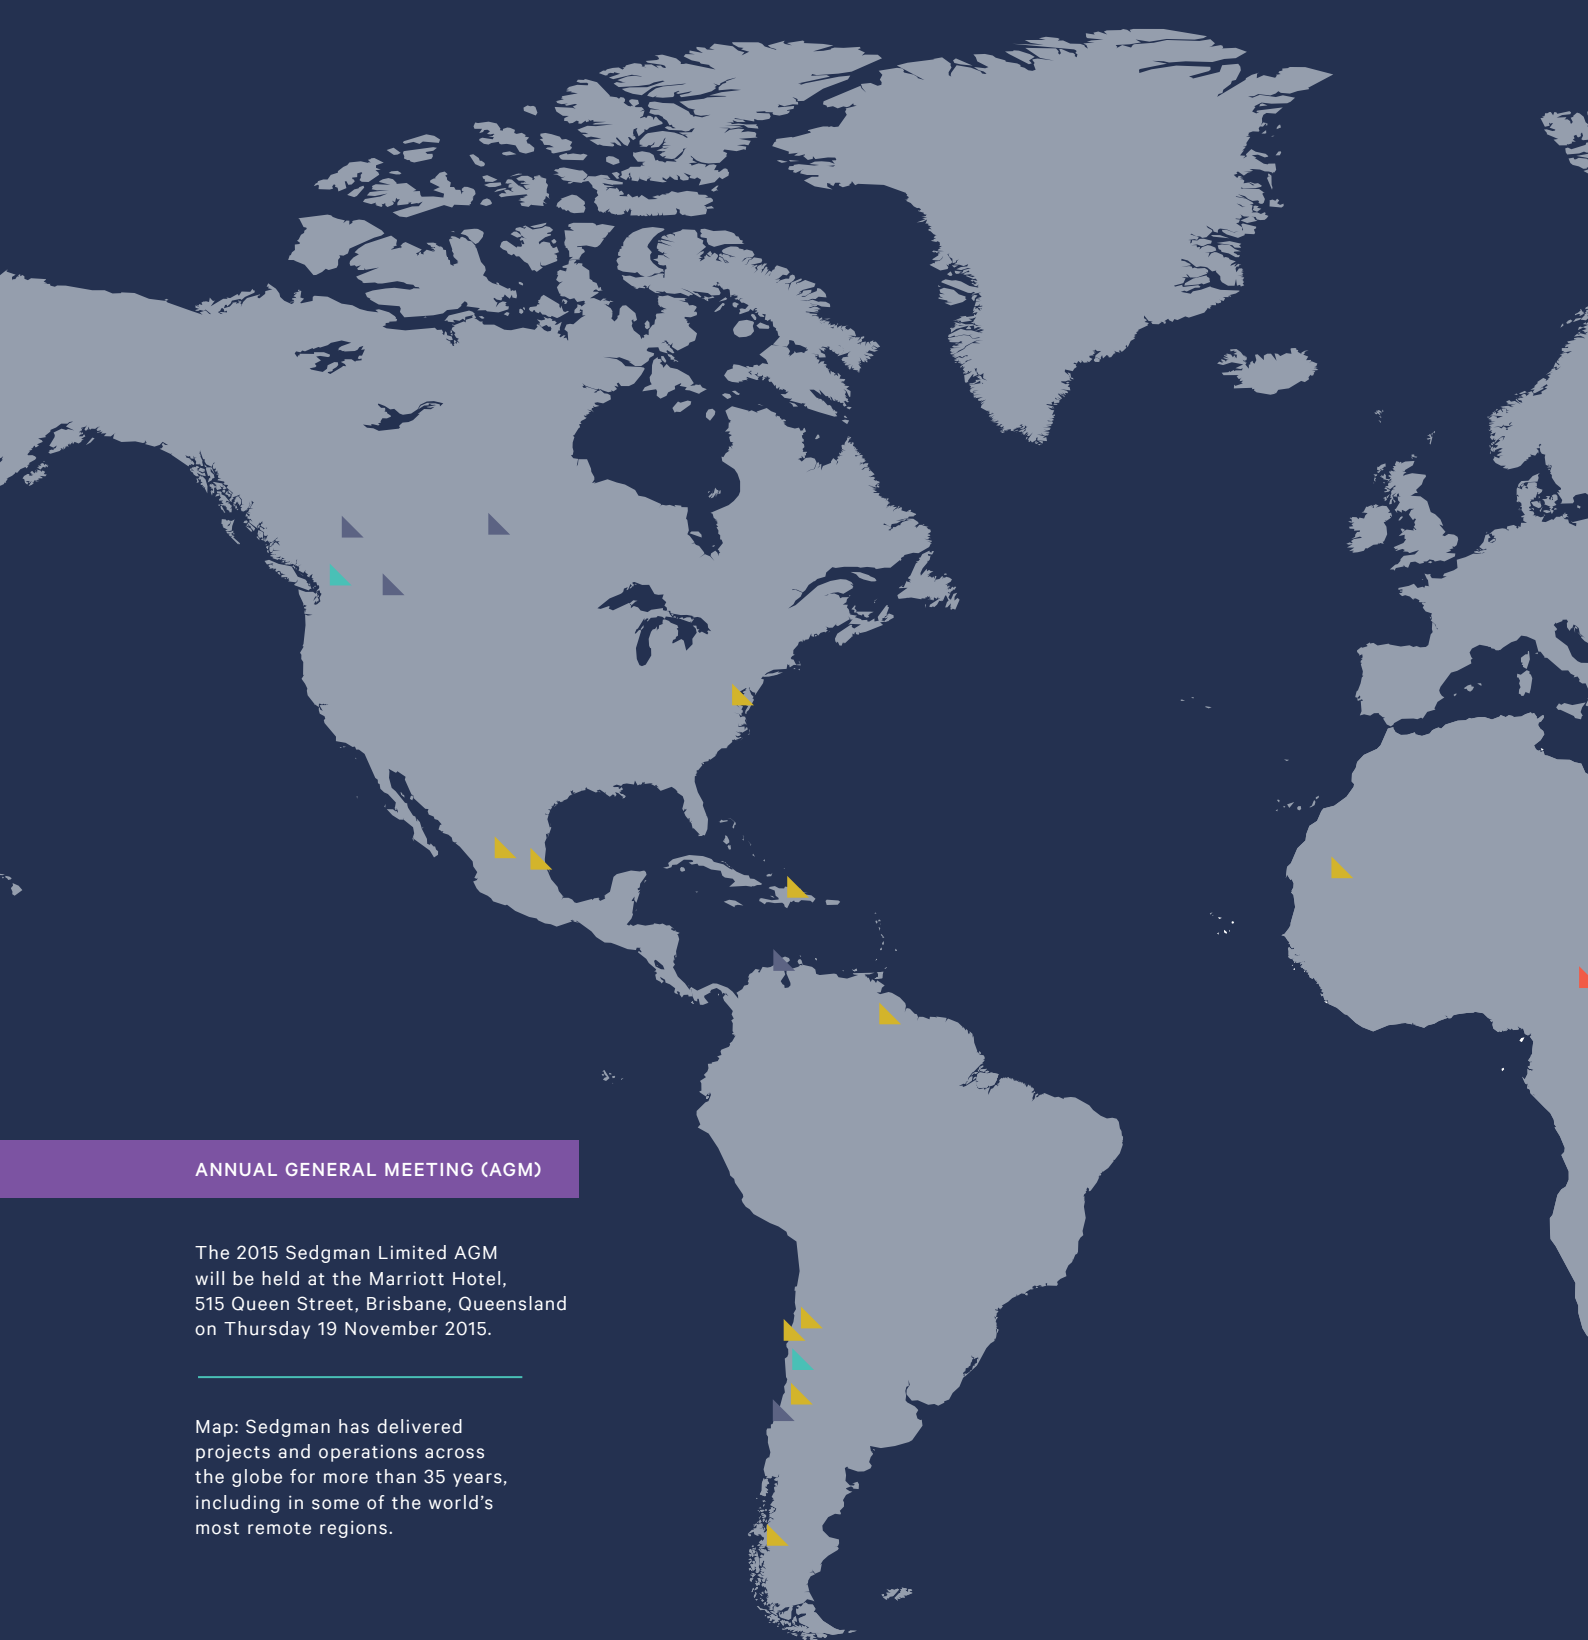 ANNUAL GENERAL MEETING (AGM)
The 2015 Sedgman Limited AGM
will be held at the Marriott Hotel,
515 Queen Street, Brisbane, Queensland
on Thursday 19 November 2015.
Map: Sedgman has delivered
projects and operations across
the globe for more than 35 years,
including in some of the world’s
most remote regions.